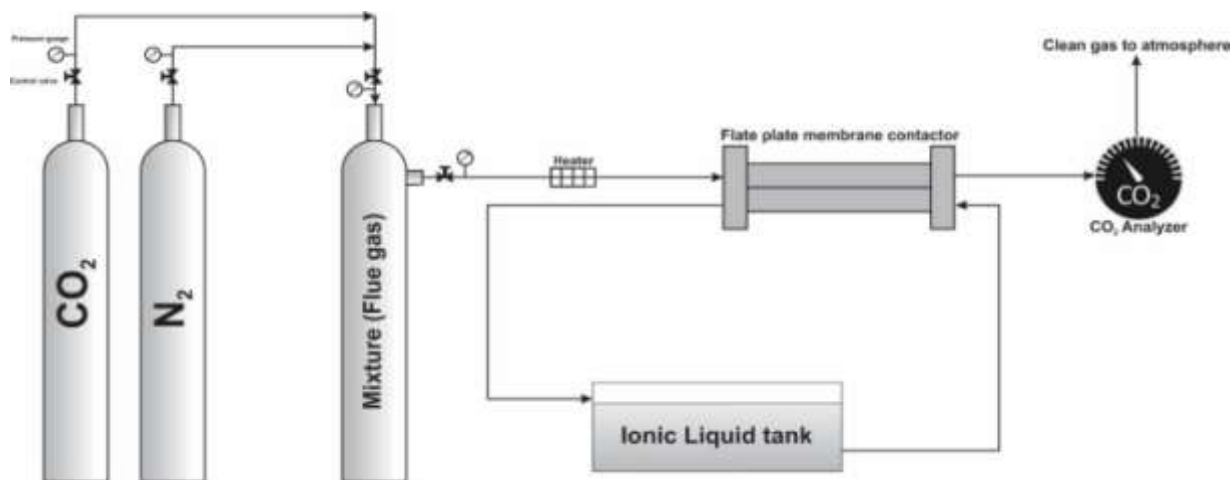 Pressure gauge
Control valve
CO2
N2
Mixture (Flue gas)
Heater
Flate plate membrane contactor
Ionic Liquid tank
Clean gas to atmosphere
CO2
CO2 Analyzer